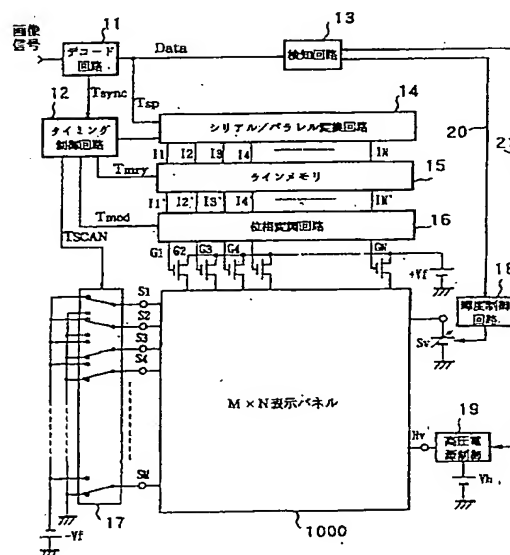 画像
信号
11
デコード
回路
Data
13
検知回路
Tsync
Tsp
12
タイミング
制御回路
14
シリアル/パラレル変換回路
20
21
I1 I2 I3 I4 IN
Tmry
ラインメモリ
15
I1' I2' I3' I4' IN'
Tmod
位相変調回路
16
TSCAN
G1 G2 G3 G4 GN
+Vf
18
輝度制御
回路
S1
S2
S3
S4
Sv
M×N表示パネル
19
Hv
高圧電
源制御
Vh
SM
17
-Vf
1000